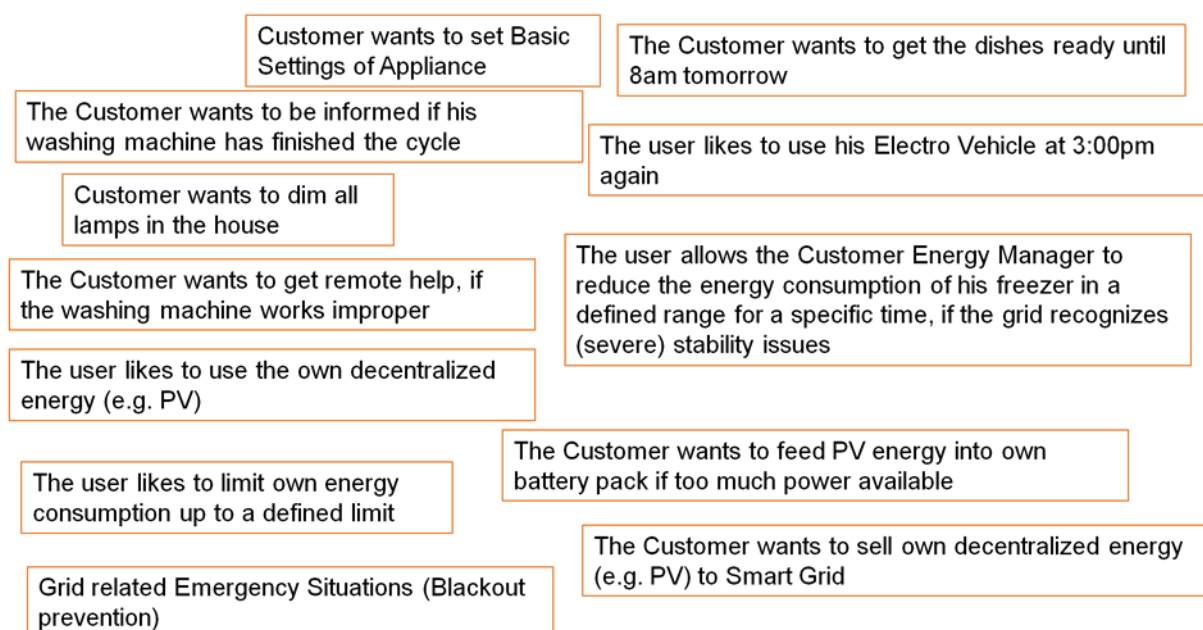 Customer wants to set Basic
Settings of Appliance
The Customer wants to get the dishes ready until
8am tomorrow
The Customer wants to be informed if his
washing machine has finished the cycle
The user likes to use his Electro Vehicle at 3:00pm
again
Customer wants to dim all
lamps in the house
The user allows the Customer Energy Manager to
reduce the energy consumption of his freezer in a
defined range for a specific time, if the grid recognizes
(severe) stability issues
The Customer wants to get remote help, if
the washing machine works improper
The user likes to use the own decentralized
energy (e.g. PV)
The Customer wants to feed PV energy into own
battery pack if too much power available
The user likes to limit own energy
consumption up to a defined limit
The Customer wants to sell own decentralized energy
(e.g. PV) to Smart Grid
Grid related Emergency Situations (Blackout
prevention)